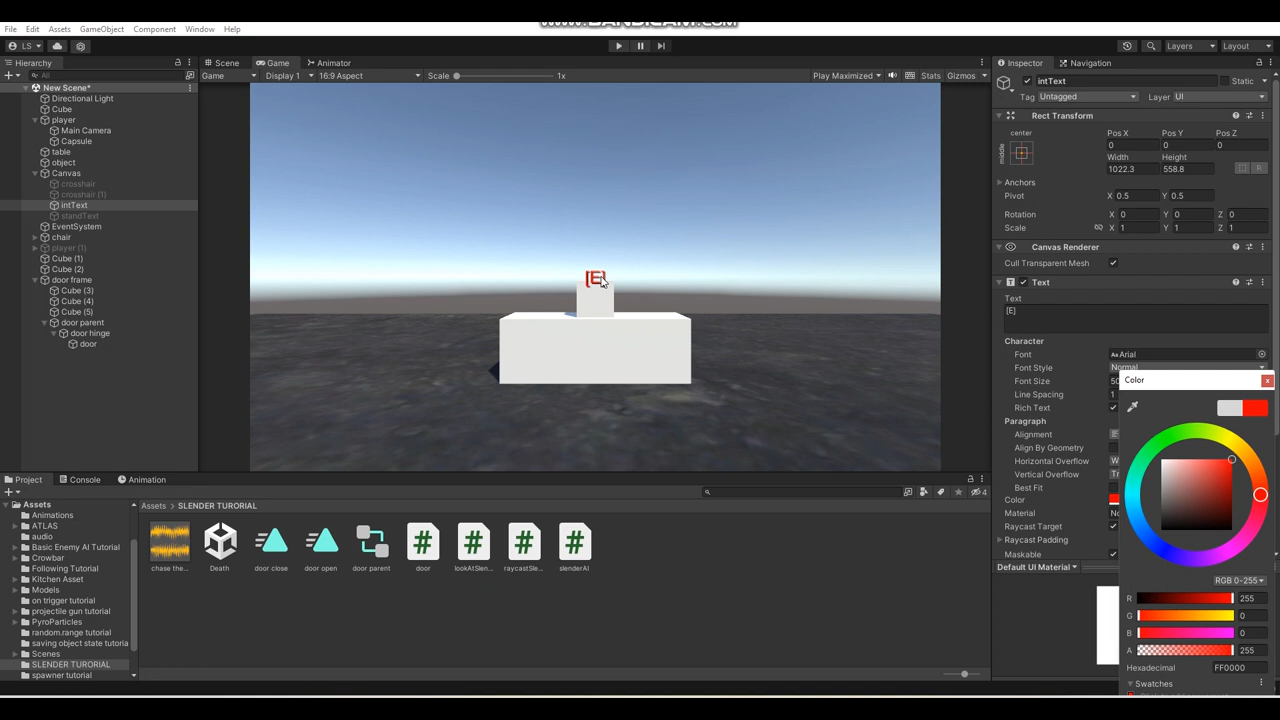 www.BANDICAM.COM
File Edit Assets GameObject Component Window Help
LS Layers Layout
Hierarchy Scene Game Animator Inspector Navigation
All Game Display 1 16:9 Aspect Scale 1x Play Maximized Stats Gizmos
intText Static
New Scene*
Tag Untagged Layer UI
Directional Light
Cube
player
Main Camera
Capsule
table
object
Canvas
crosshair
crosshair (1)
intText
standText
EventSystem
chair
player (1)
Cube (1)
Cube (2)
door frame
Cube (3)
Cube (4)
Cube (5)
door parent
door hinge
door
[E]
Rect Transform
center
middle
Pos X Pos Y Pos Z
0 0 0
Width Height
1022.3 558.8
R
Anchors
Pivot X 0.5 Y 0.5
Rotation X 0 Y 0 Z 0
Scale X 1 Y 1 Z 1
Canvas Renderer
Cull Transparent Mesh
Text
Text
[E]
Character
Font Arial
Font Style Normal
Font Size 50
Line Spacing 1
Rich Text
Paragraph
Alignment
Align By Geometry
Horizontal Overflow W
Vertical Overflow Tr
Best Fit
Color
Material No
Raycast Target
Raycast Padding
Maskable
Default UI Material
Color x
RGB 0-255
R 255
G 0
B 0
A 255
Hexadecimal FF0000
Swatches
Project Console Animation
4
Assets
Animations
ATLAS
audio
Basic Enemy AI Tutorial
Crowbar
Following Tutorial
Kitchen Asset
Models
on trigger tutorial
projectile gun tutorial
PyroParticles
random.range tutorial
saving object state tutoria
Scenes
SLENDER TURORIAL
spawner tutorial
Assets > SLENDER TURORIAL
chase the...
Death
door close
door open
door parent
door
lookAtSlen...
raycastSle...
slenderAI